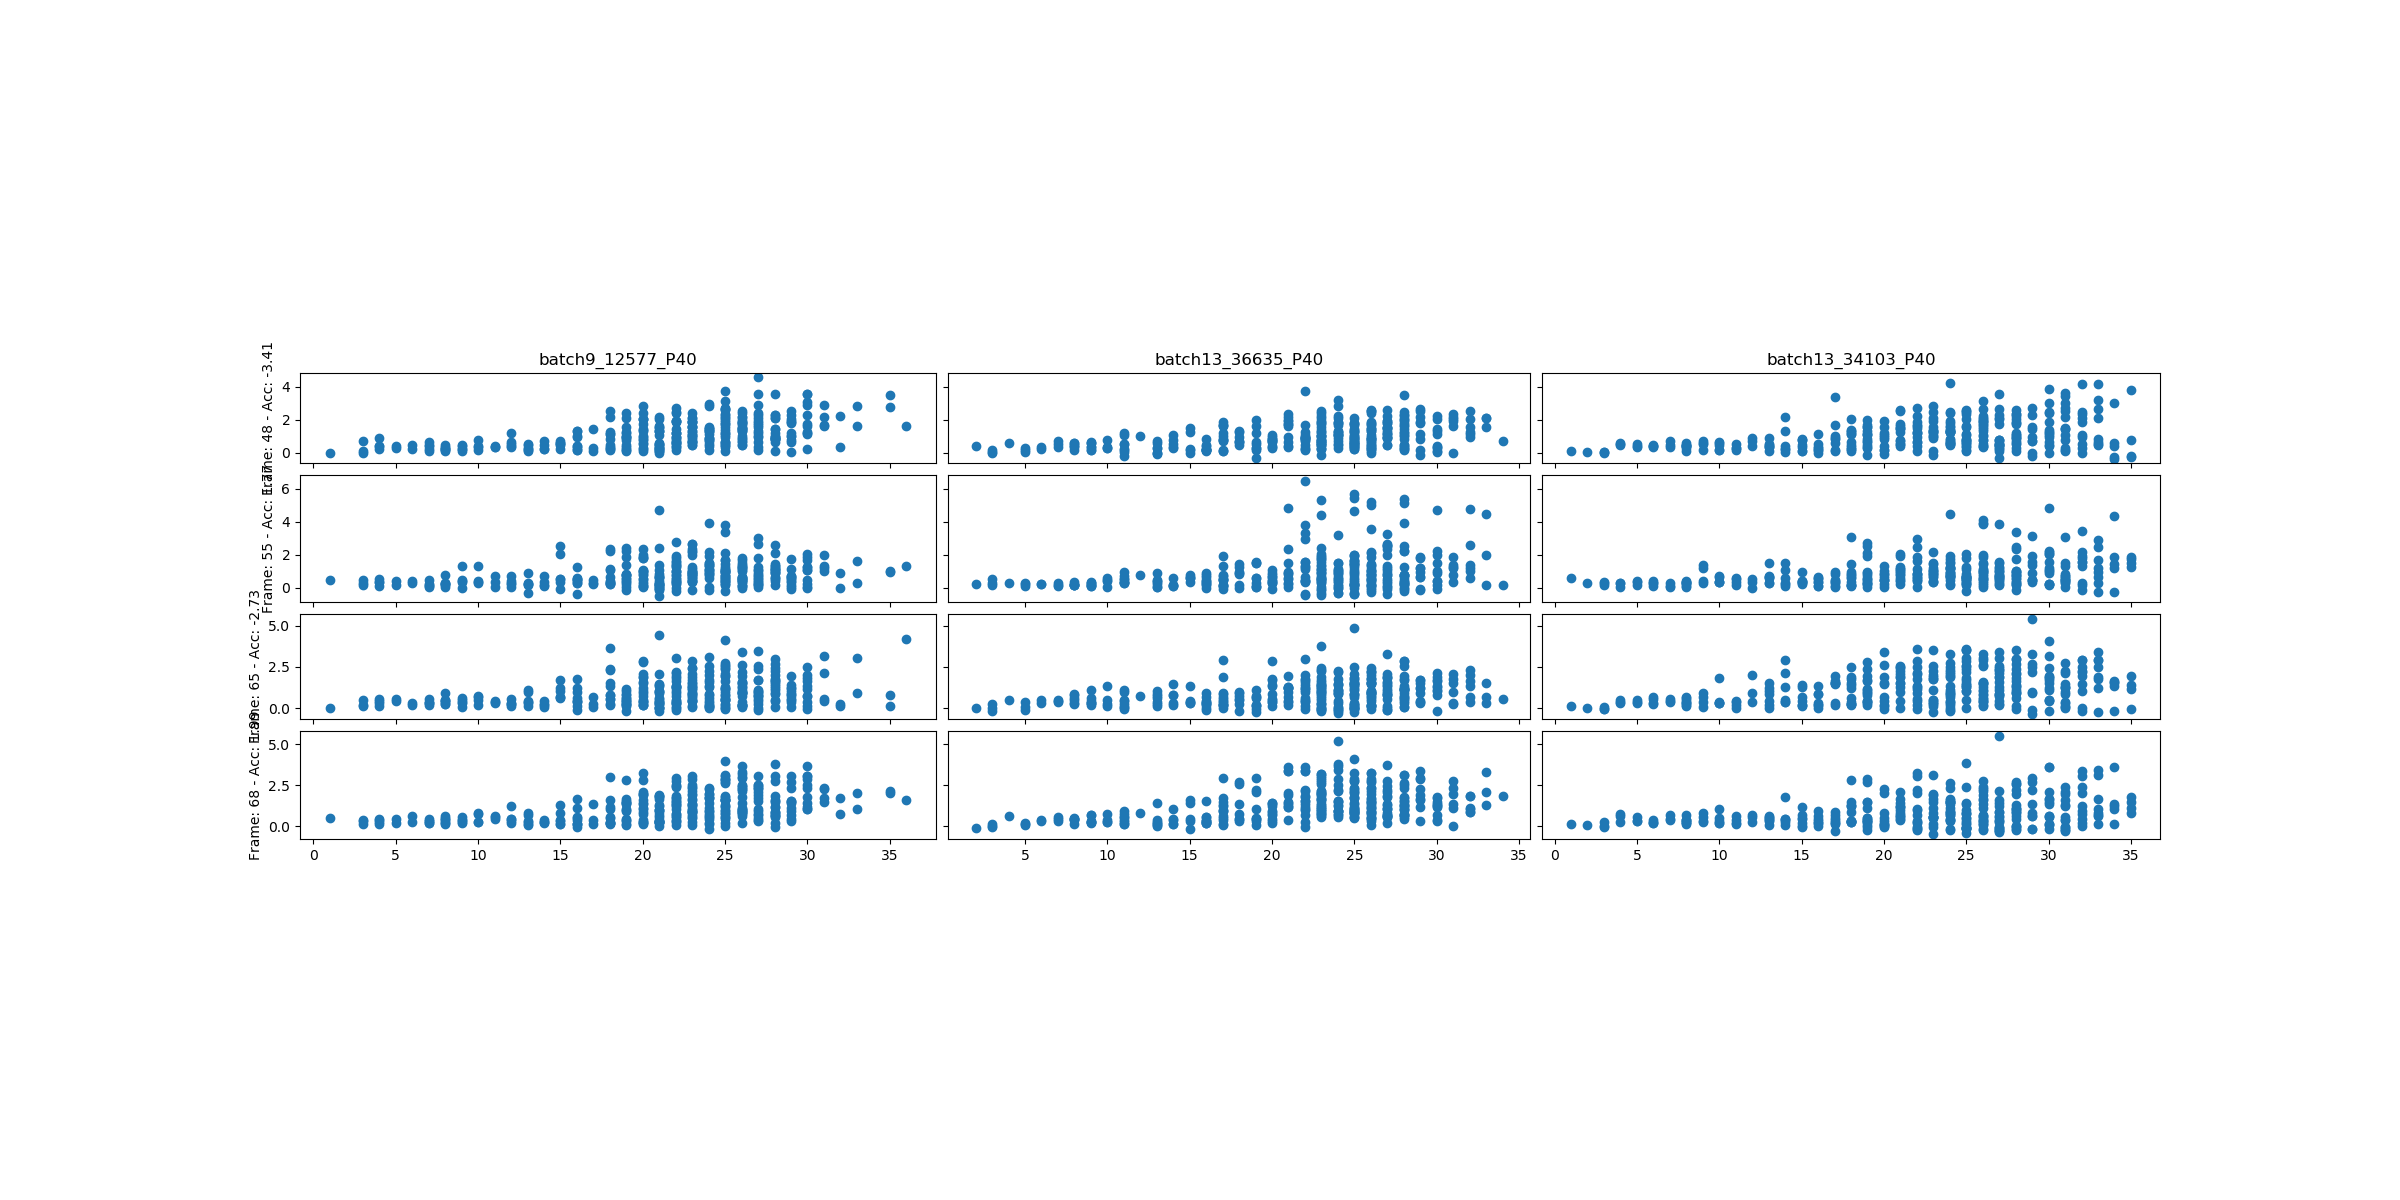 batch9_12577_P40 batch13_36635_P40 batch13_34103_P40
Frame: 48 - Acc: -3.41
4
2
0
Frame: 55 - Acc: 1.77
6
4
2
0
Frame: 65 - Acc: -2.73
5.0
2.5
0.0
Frame: 68 - Acc:
5.0
2.5
0.0
0 5 10 15 20 25 30 35 5 10 15 20 25 30 35 0 5 10 15 20 25 30 35